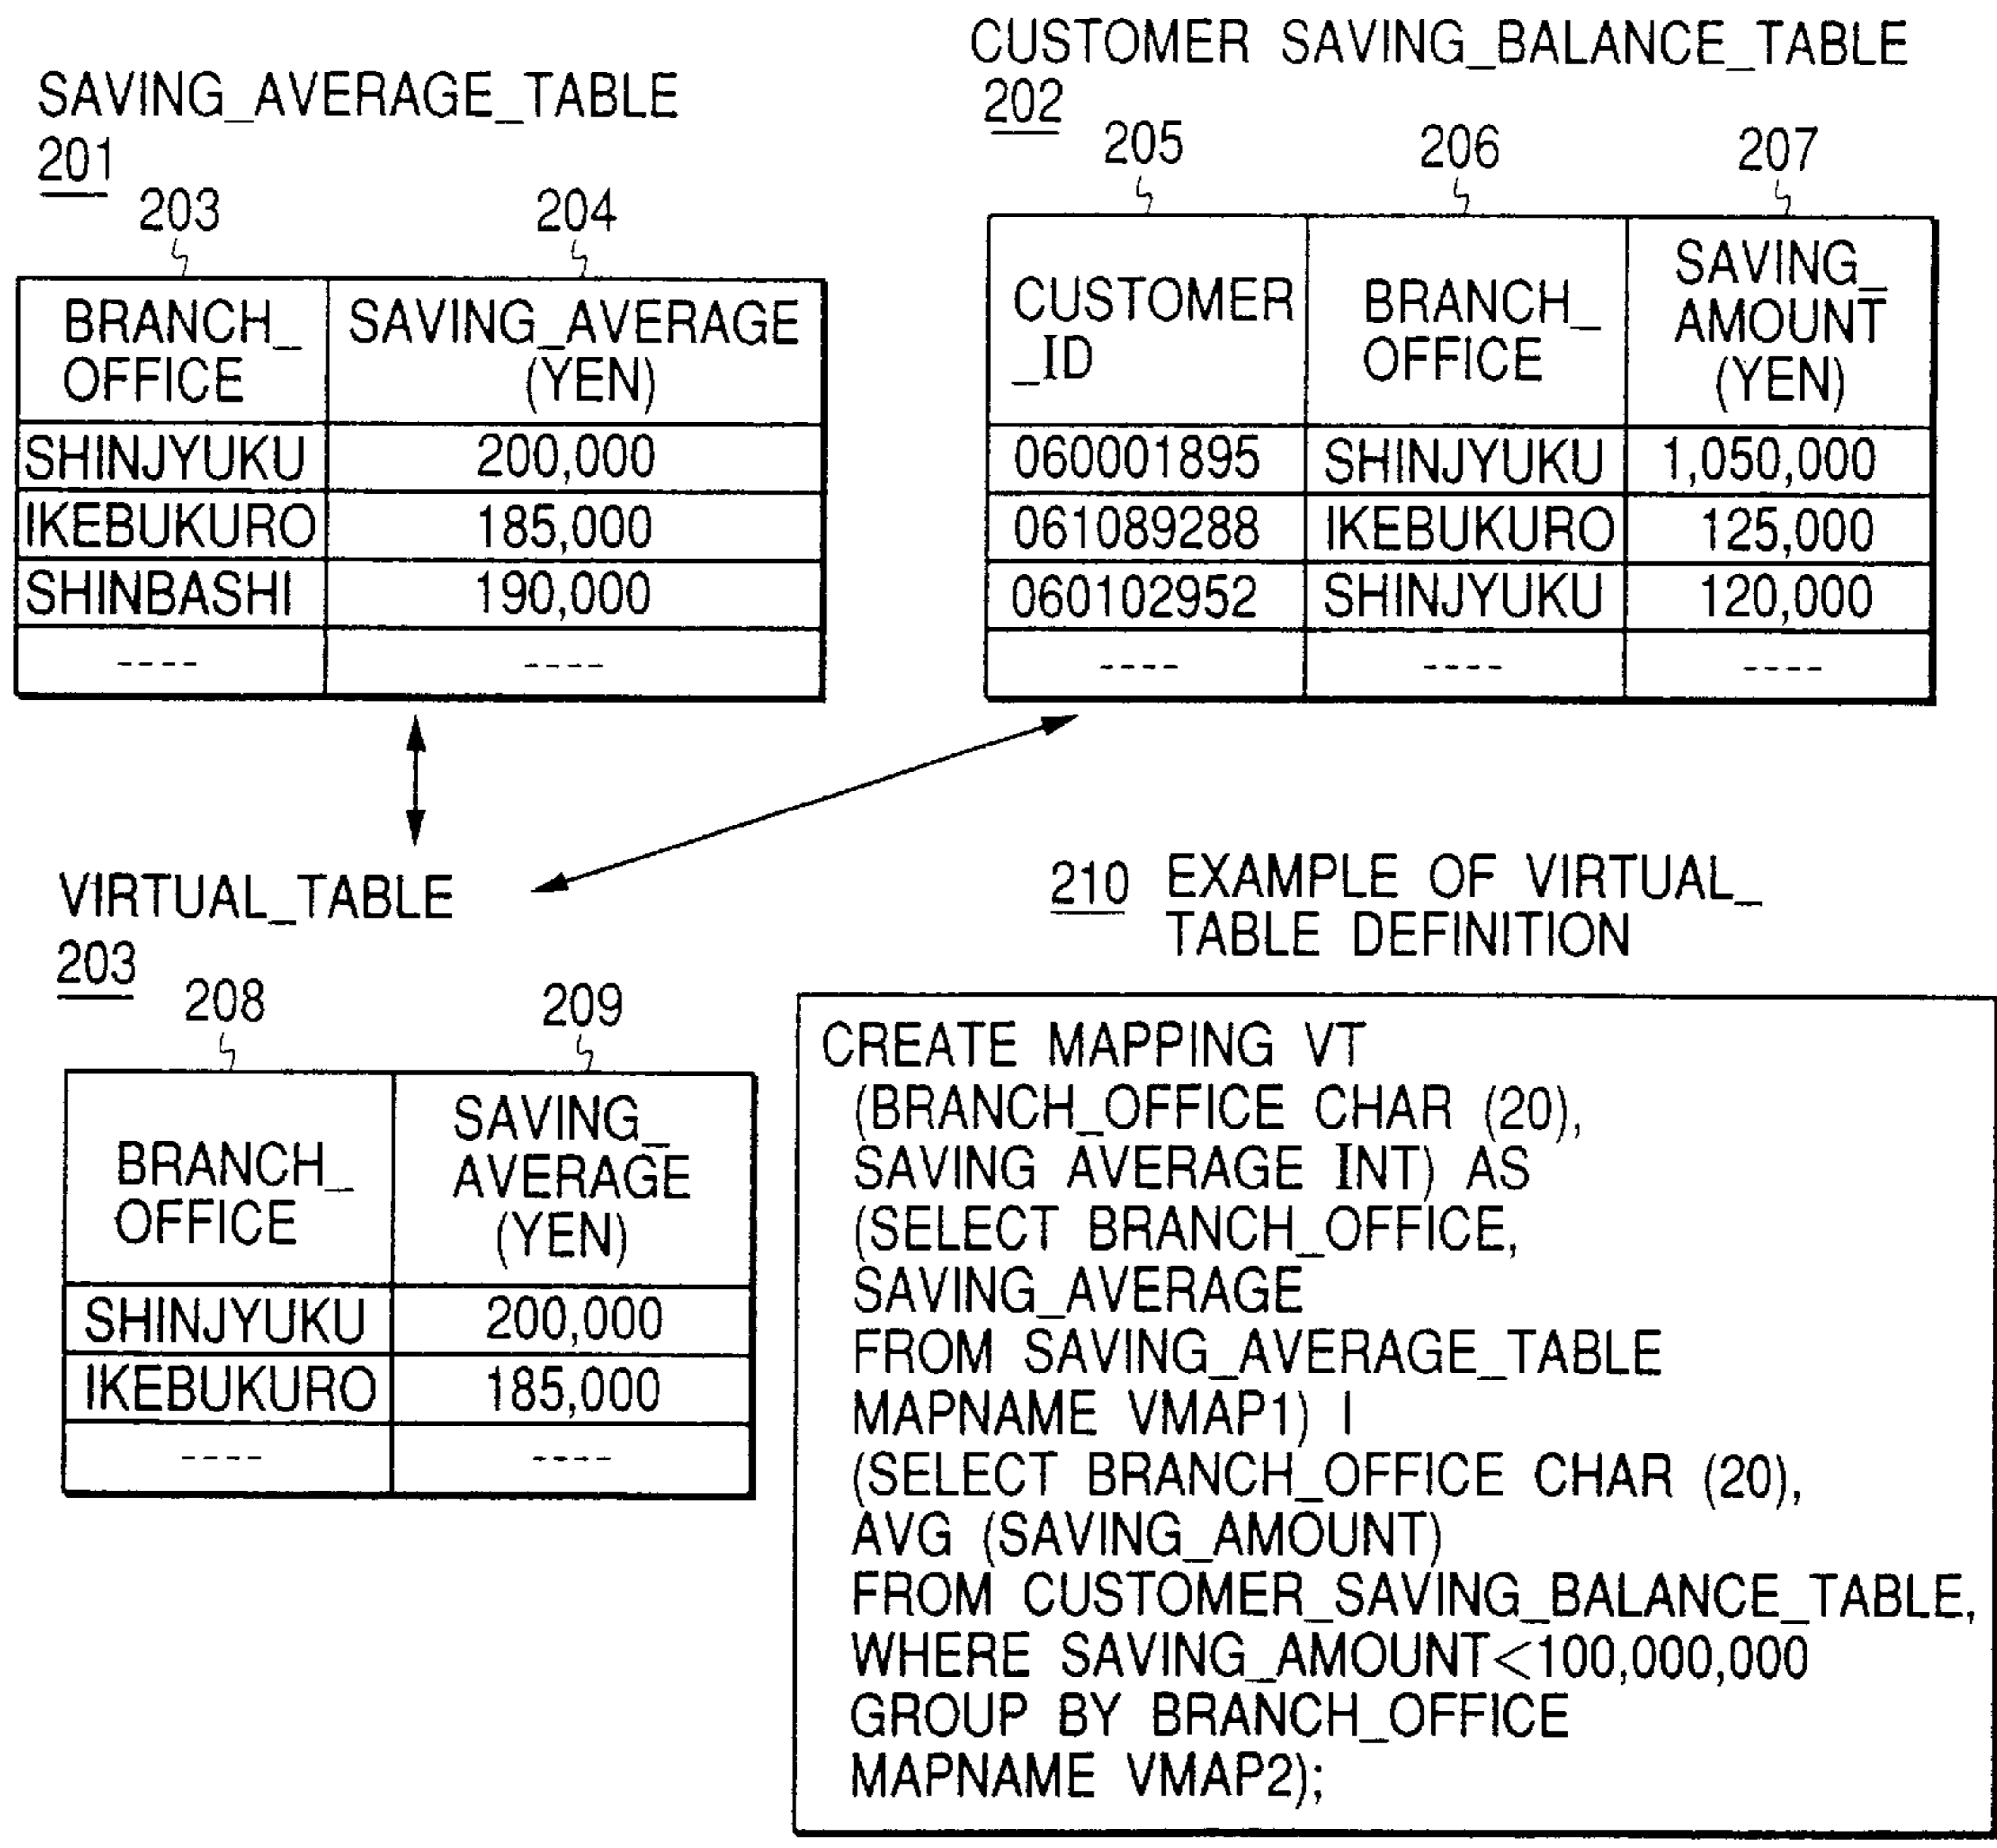 SAVING_AVERAGE_TABLE
201
203 204
BRANCH_ SAVING_AVERAGE
OFFICE (YEN)
SHINJYUKU 200,000
IKEBUKURO 185,000
SHINBASHI 190,000
---- ----
CUSTOMER SAVING_BALANCE_TABLE
202
205 206 207
CUSTOMER BRANCH_ SAVING_
_ID OFFICE AMOUNT
(YEN)
060001895 SHINJYUKU 1,050,000
061089288 IKEBUKURO 125,000
060102952 SHINJYUKU 120,000
---- ---- ----
VIRTUAL_TABLE
203
208 209
BRANCH_ SAVING_
OFFICE AVERAGE
(YEN)
SHINJYUKU 200,000
IKEBUKURO 185,000
---- ----
210 EXAMPLE OF VIRTUAL_
TABLE DEFINITION
CREATE MAPPING VT
(BRANCH_OFFICE CHAR (20),
SAVING AVERAGE INT) AS
(SELECT BRANCH_OFFICE,
SAVING_AVERAGE
FROM SAVING_AVERAGE_TABLE
MAPNAME VMAP1) |
(SELECT BRANCH_OFFICE CHAR (20),
AVG (SAVING_AMOUNT)
FROM CUSTOMER_SAVING_BALANCE_TABLE,
WHERE SAVING_AMOUNT<100,000,000
GROUP BY BRANCH_OFFICE
MAPNAME VMAP2);